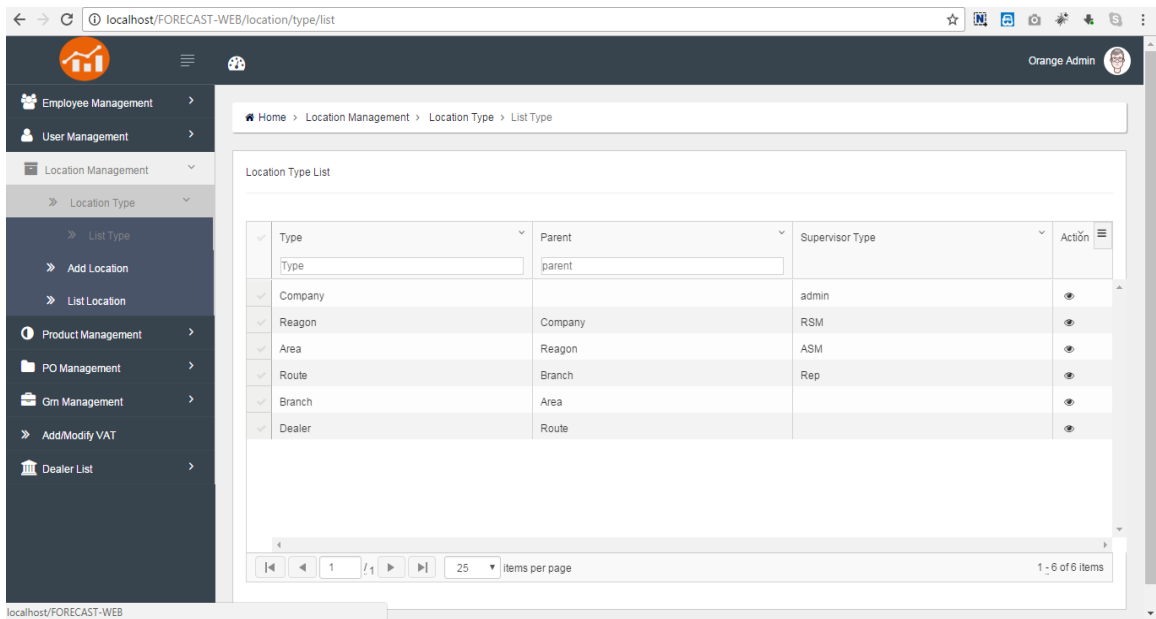 localhost/FORECAST-WEB/location/type/list
Orange Admin
Employee Management
User Management
Location Management
Location Type
List Type
Add Location
List Location
Product Management
PO Management
Grn Management
Add/Modify VAT
Dealer List
Home > Location Management > Location Type > List Type
Location Type List
Type Parent Supervisor Type Action
Type parent
Company admin
Reagon Company RSM
Area Reagon ASM
Route Branch Rep
Branch Area
Dealer Route
1 / 1 25 items per page 1 - 6 of 6 items
localhost/FORECAST-WEB